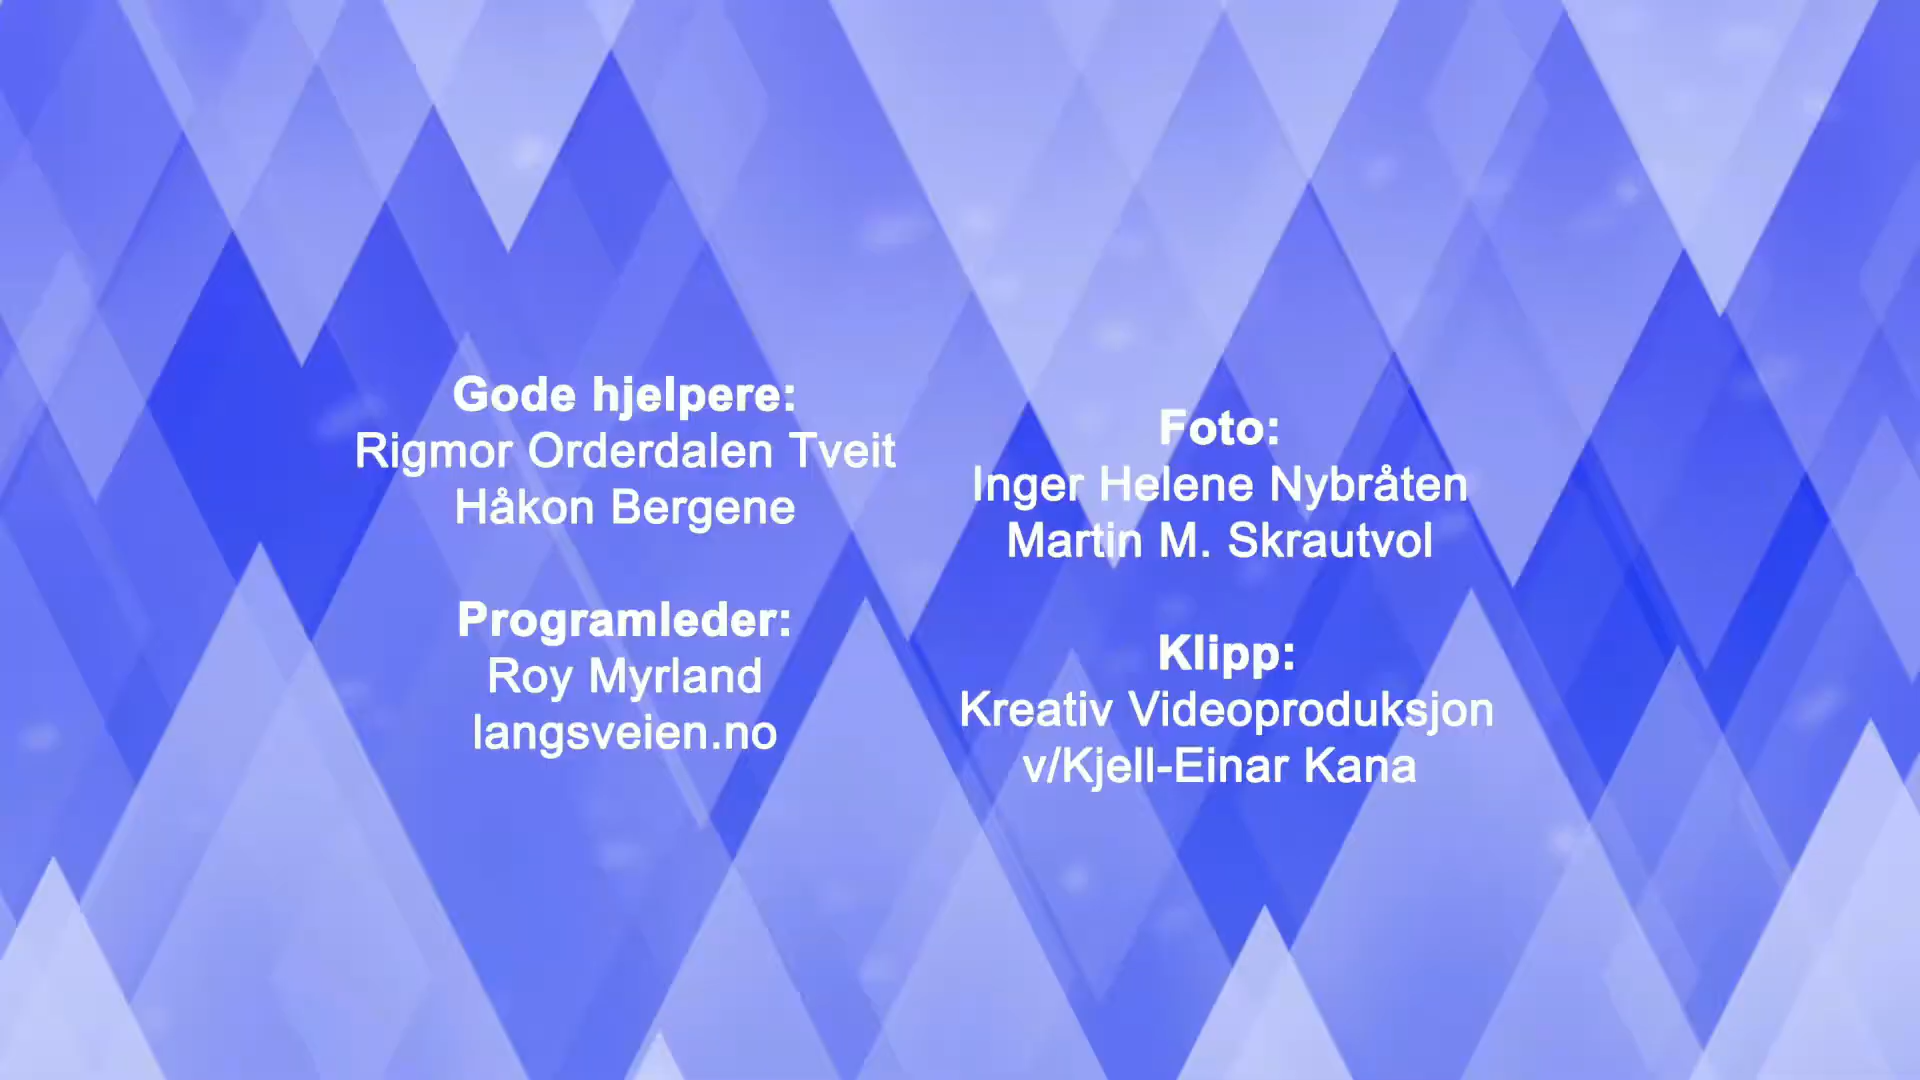 Gode hjelpere:
Rigmor Orderdalen Tveit
Håkon Bergene
Programleder:
Roy Myrland
langsveien.no
Foto:
Inger Helene Nybråten
Martin M. Skrautvol
Klipp:
Kreativ Videoproduksjon
v/Kjell-Einar Kana